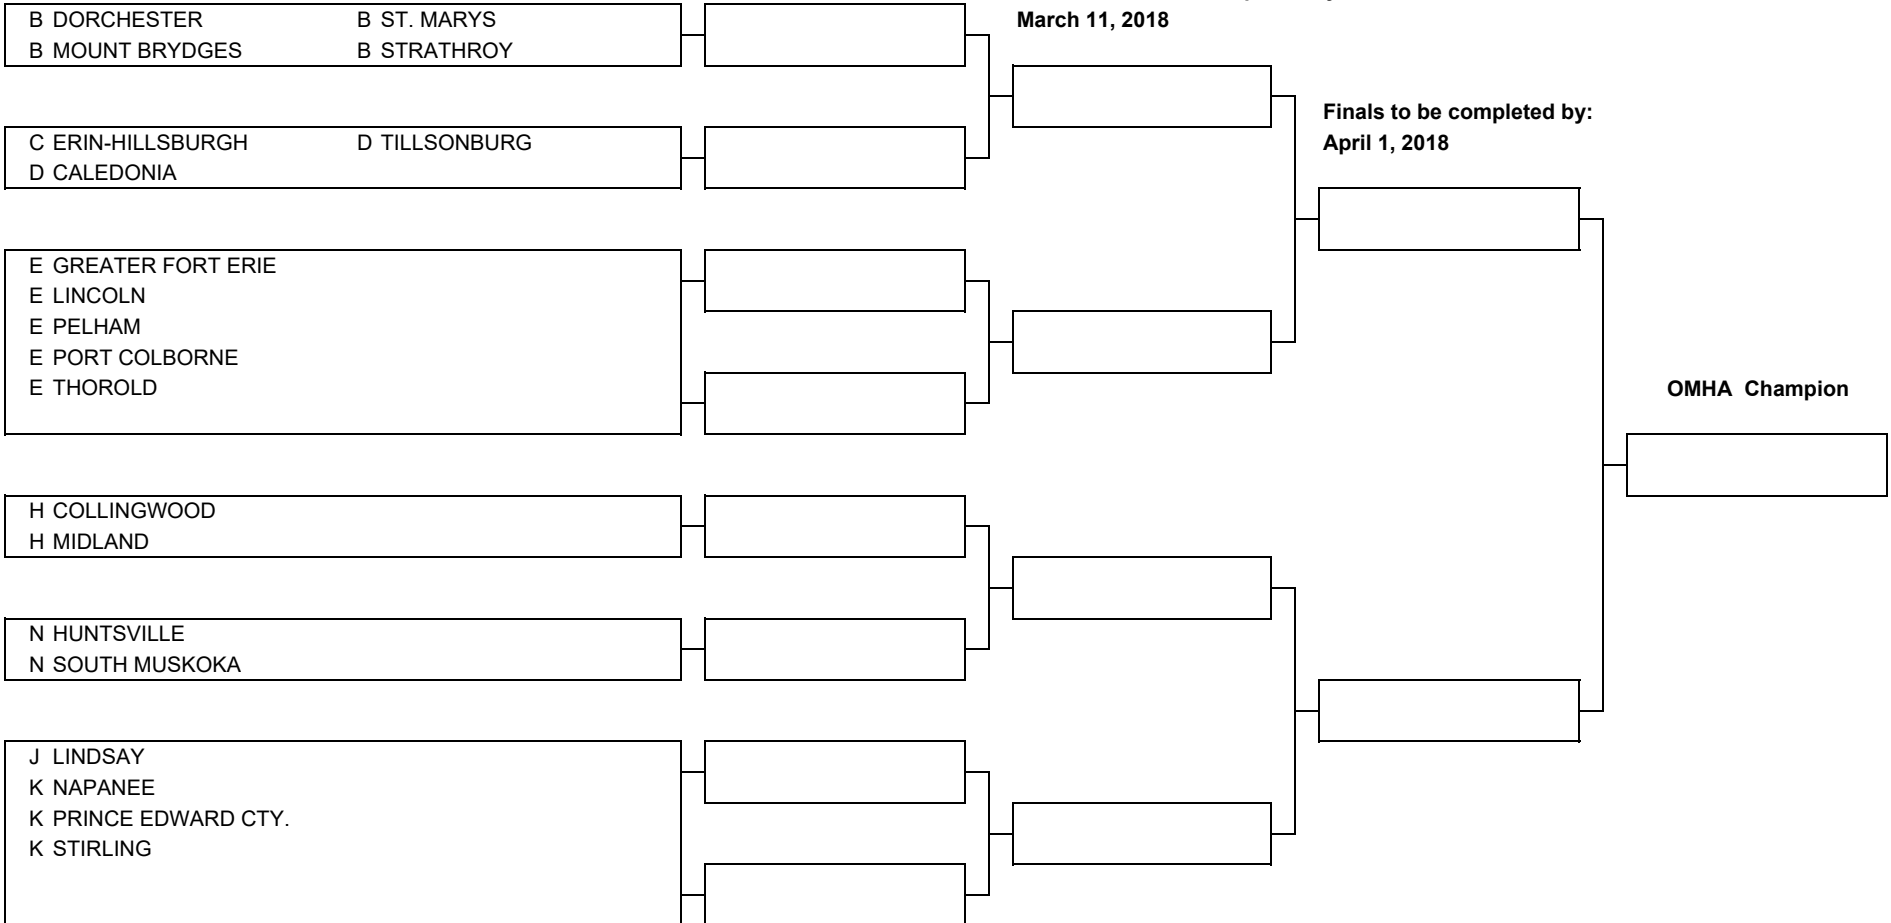 March 11, 2018
B DORCHESTER B ST. MARYS
B MOUNT BRYDGES B STRATHROY
Finals to be completed by:
April 1, 2018
C ERIN-HILLSBURGH D TILLSONBURG
D CALEDONIA
E GREATER FORT ERIE
E LINCOLN
E PELHAM
E PORT COLBORNE
E THOROLD
OMHA Champion
H COLLINGWOOD
H MIDLAND
N HUNTSVILLE
N SOUTH MUSKOKA
J LINDSAY
K NAPANEE
K PRINCE EDWARD CTY.
K STIRLING